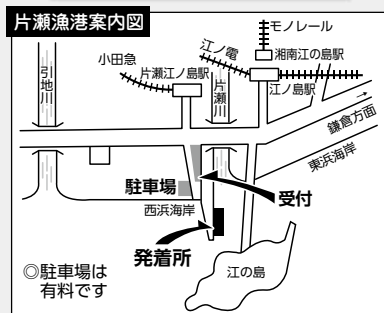 片瀬漁港案内図
モノレール
江ノ電
湘南江の島駅
小田急
片瀬江ノ島駅
江ノ島駅
引地川
片瀬川
→
鎌倉方面
東浜海岸
駐車場
受付
西浜海岸
発着所
江の島
◎駐車場は
有料です